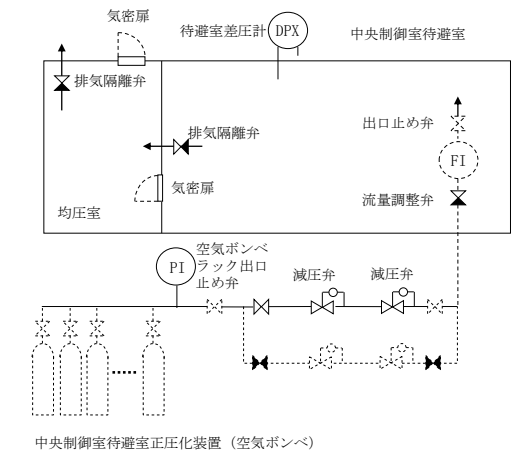 気密扉
待避室差圧計
DPX
中央制御室待避室
排気隔離弁
出口止め弁
排気隔離弁
FI
気密扉
流量調整弁
均圧室
空気ボンベ
ラック出口
止め弁
PI
減圧弁
減圧弁
中央制御室待避室正圧化装置（空気ボンベ）